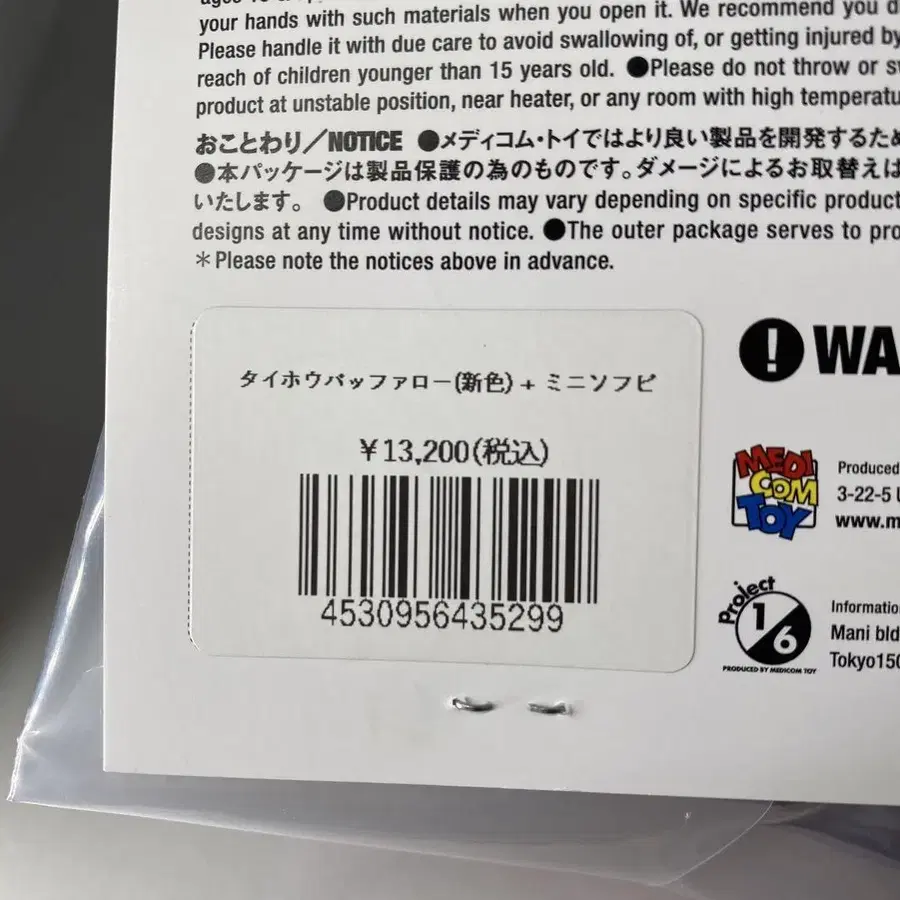 your hands with such materials when you open it. We recommend you
Please handle it with due care to avoid swallowing of, or getting injured by
reach of children younger than 15 years old. ●Please do not throw or
product at unstable position, near heater, or any room with high
おことわり／NOTICE ●メディコム・トイではより良い製品を開発するため
●本パッケージは製品保護の為のものです。ダメージによるお取替えは
いたします。 ●Product details may vary depending on specific product
designs at any time without notice. ●The outer package serves to
＊Please note the notices above in advance.
タイホウバッファロー(新色) + ミニソフビ
¥13,200(税込)
4530956435299
MEDI
COM
TOY
Produced
3-22-5
www.m
Project
1/6
PRODUCED BY MEDICOM TOY
Mani